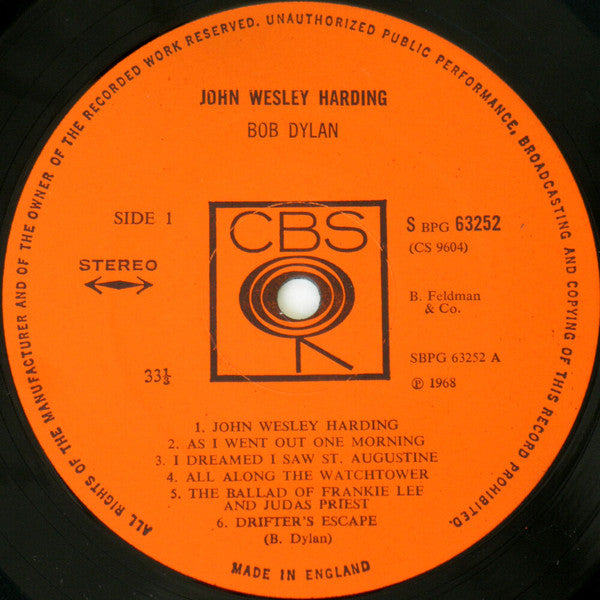 ALL RIGHTS OF THE MANUFACTURER AND OF THE OWNER OF THE RECORDED WORK RESERVED. UNAUTHORIZED PUBLIC PERFORMANCE, BROADCASTING AND COPYING OF THIS RECORD PROHIBITED.
JOHN WESLEY HARDING
BOB DYLAN
SIDE 1
CBS
S BPG 63252
(CS 9604)
STEREO
B. Feldman
& Co.
33⅓
SBPG 63252 A
℗ 1968
1. JOHN WESLEY HARDING
2. AS I WENT OUT ONE MORNING
3. I DREAMED I SAW ST. AUGUSTINE
4. ALL ALONG THE WATCHTOWER
5. THE BALLAD OF FRANKIE LEE
AND JUDAS PRIEST
6. DRIFTER'S ESCAPE
(B. Dylan)
MADE IN ENGLAND